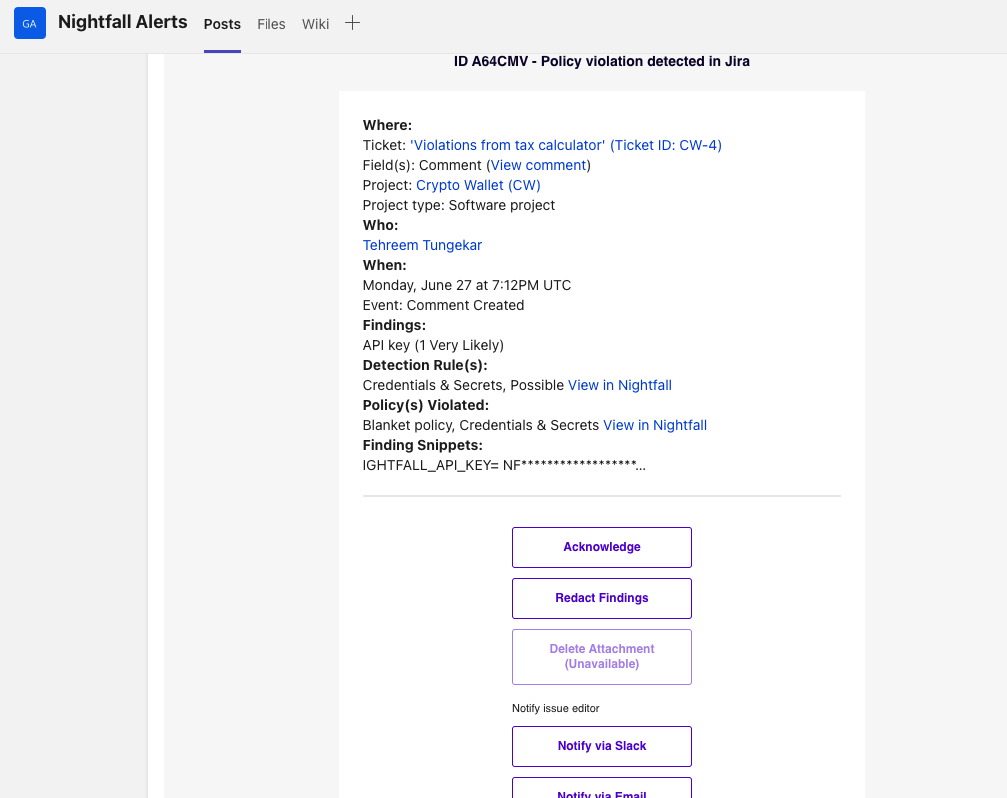 GA
Nightfall Alerts Posts Files Wiki
ID A64CMV - Policy violation detected in Jira
Where:
Ticket: 'Violations from tax calculator' (Ticket ID: CW-4)
Field(s): Comment (View comment)
Project: Crypto Wallet (CW)
Project type: Software project
Who:
Tehreem Tungekar
When:
Monday, June 27 at 7:12PM UTC
Event: Comment Created
Findings:
API key (1 Very Likely)
Detection Rule(s):
Credentials & Secrets, Possible View in Nightfall
Policy(s) Violated:
Blanket policy, Credentials & Secrets View in Nightfall
Finding Snippets:
IGHTFALL_API_KEY= NF******************...
Acknowledge
Redact Findings
Delete Attachment
(Unavailable)
Notify issue editor
Notify via Slack
Notify via Email